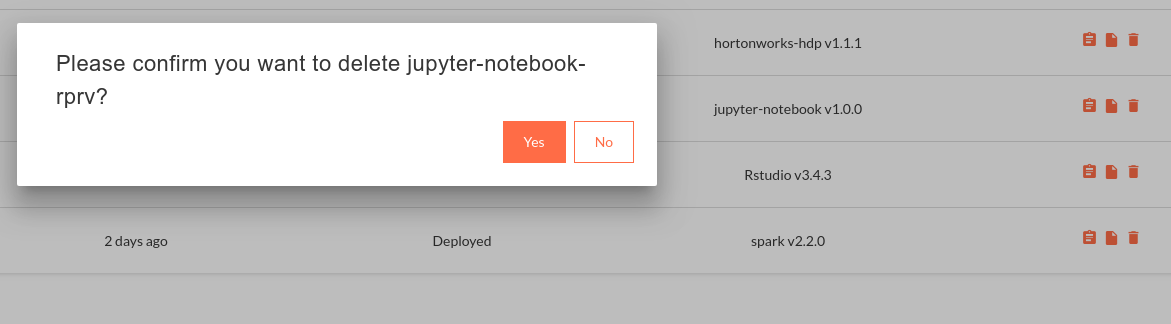 Please confirm you want to delete jupyter-notebook-
rprv?
Yes No
hortonworks-hdp v1.1.1
jupyter-notebook v1.0.0
Rstudio v3.4.3
2 days ago Deployed spark v2.2.0